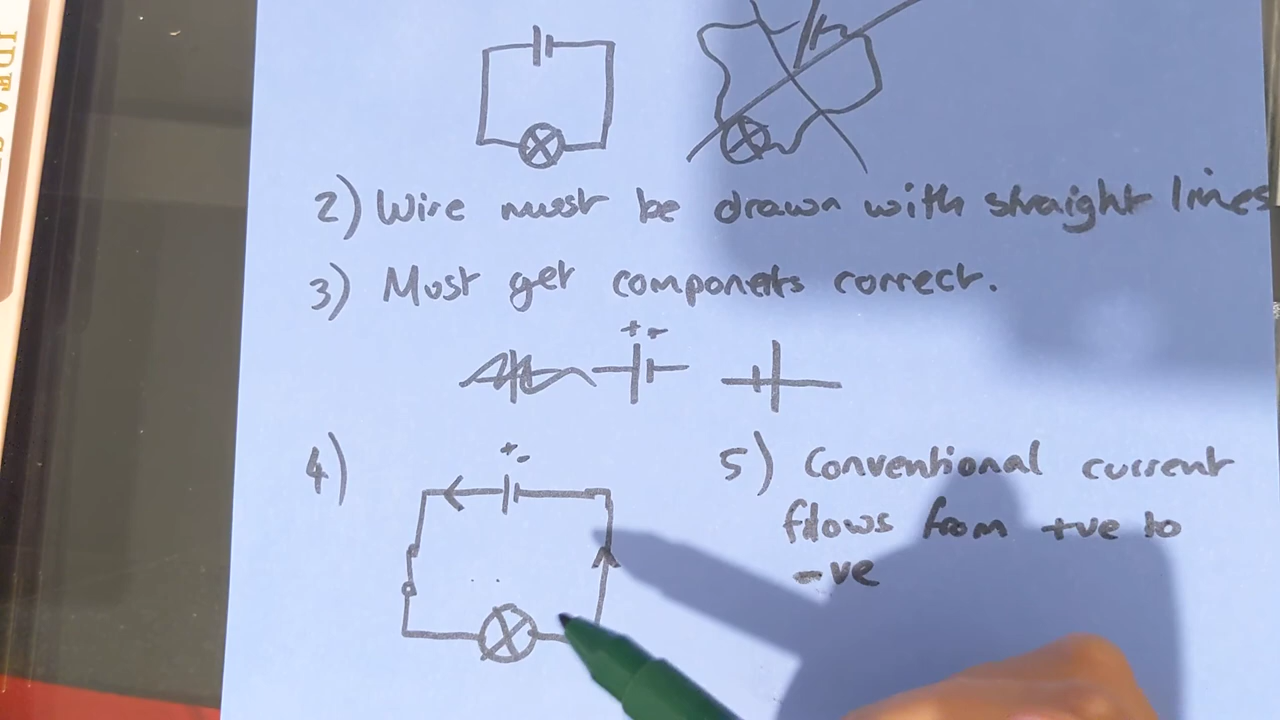 2) Wire must be drawn with straight lines
3) Must get components correct.
+ -
4)
+ -
5) Conventional current
flows from +ve to
-ve